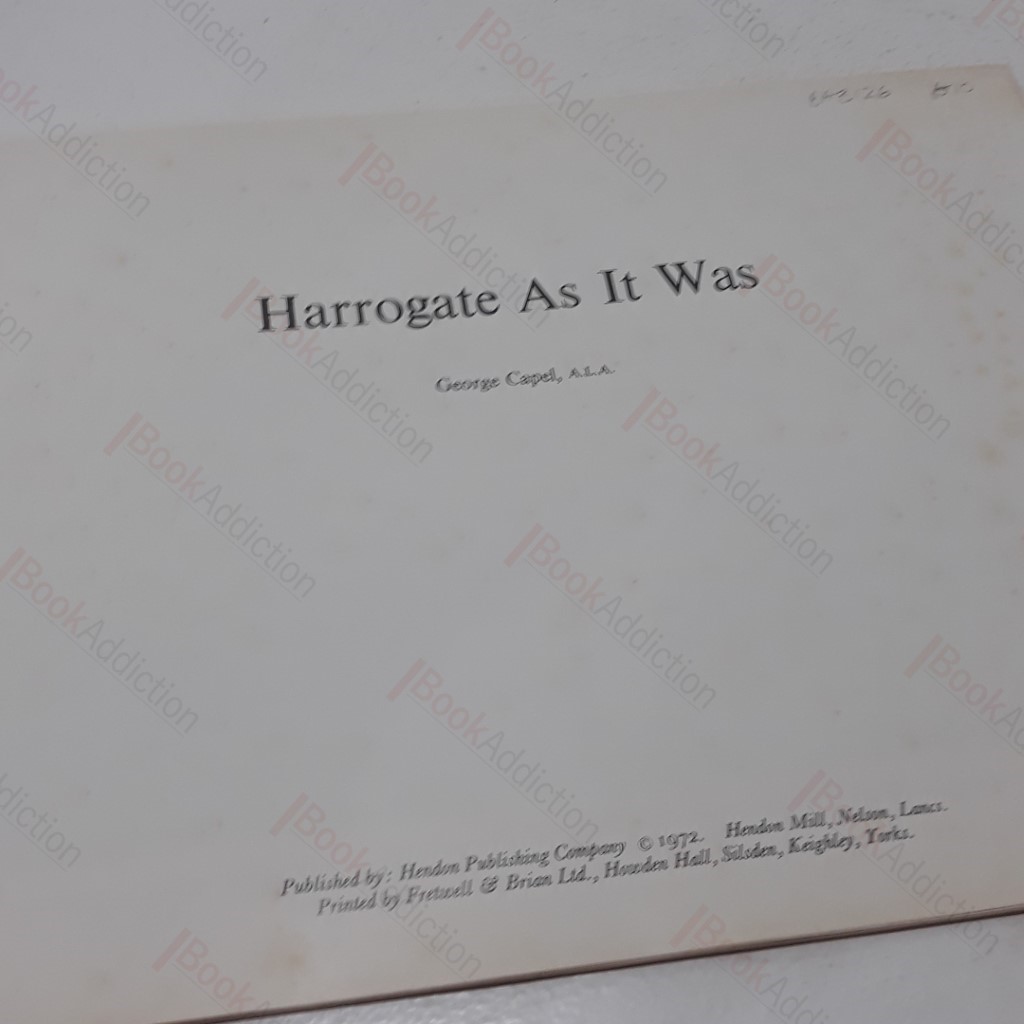 Harrogate As It Was
George Capel, A.L.A.
Published by: Hendon Publishing Company © 1972. Hendon Mill, Nelson, Lancs.
Printed by Fretwell & Brian Ltd., Howden Hall, Silsden, Keighley, Yorks.
BookAddiction